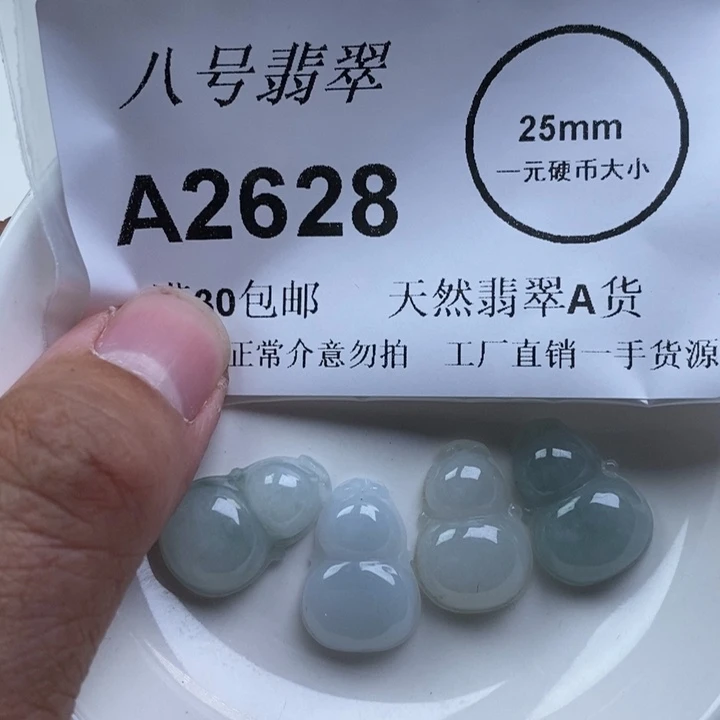 八号翡翠
25mm
一元硬币大小
A2628
满30包邮 天然翡翠A货
正常介意勿拍 工厂直销一手货源